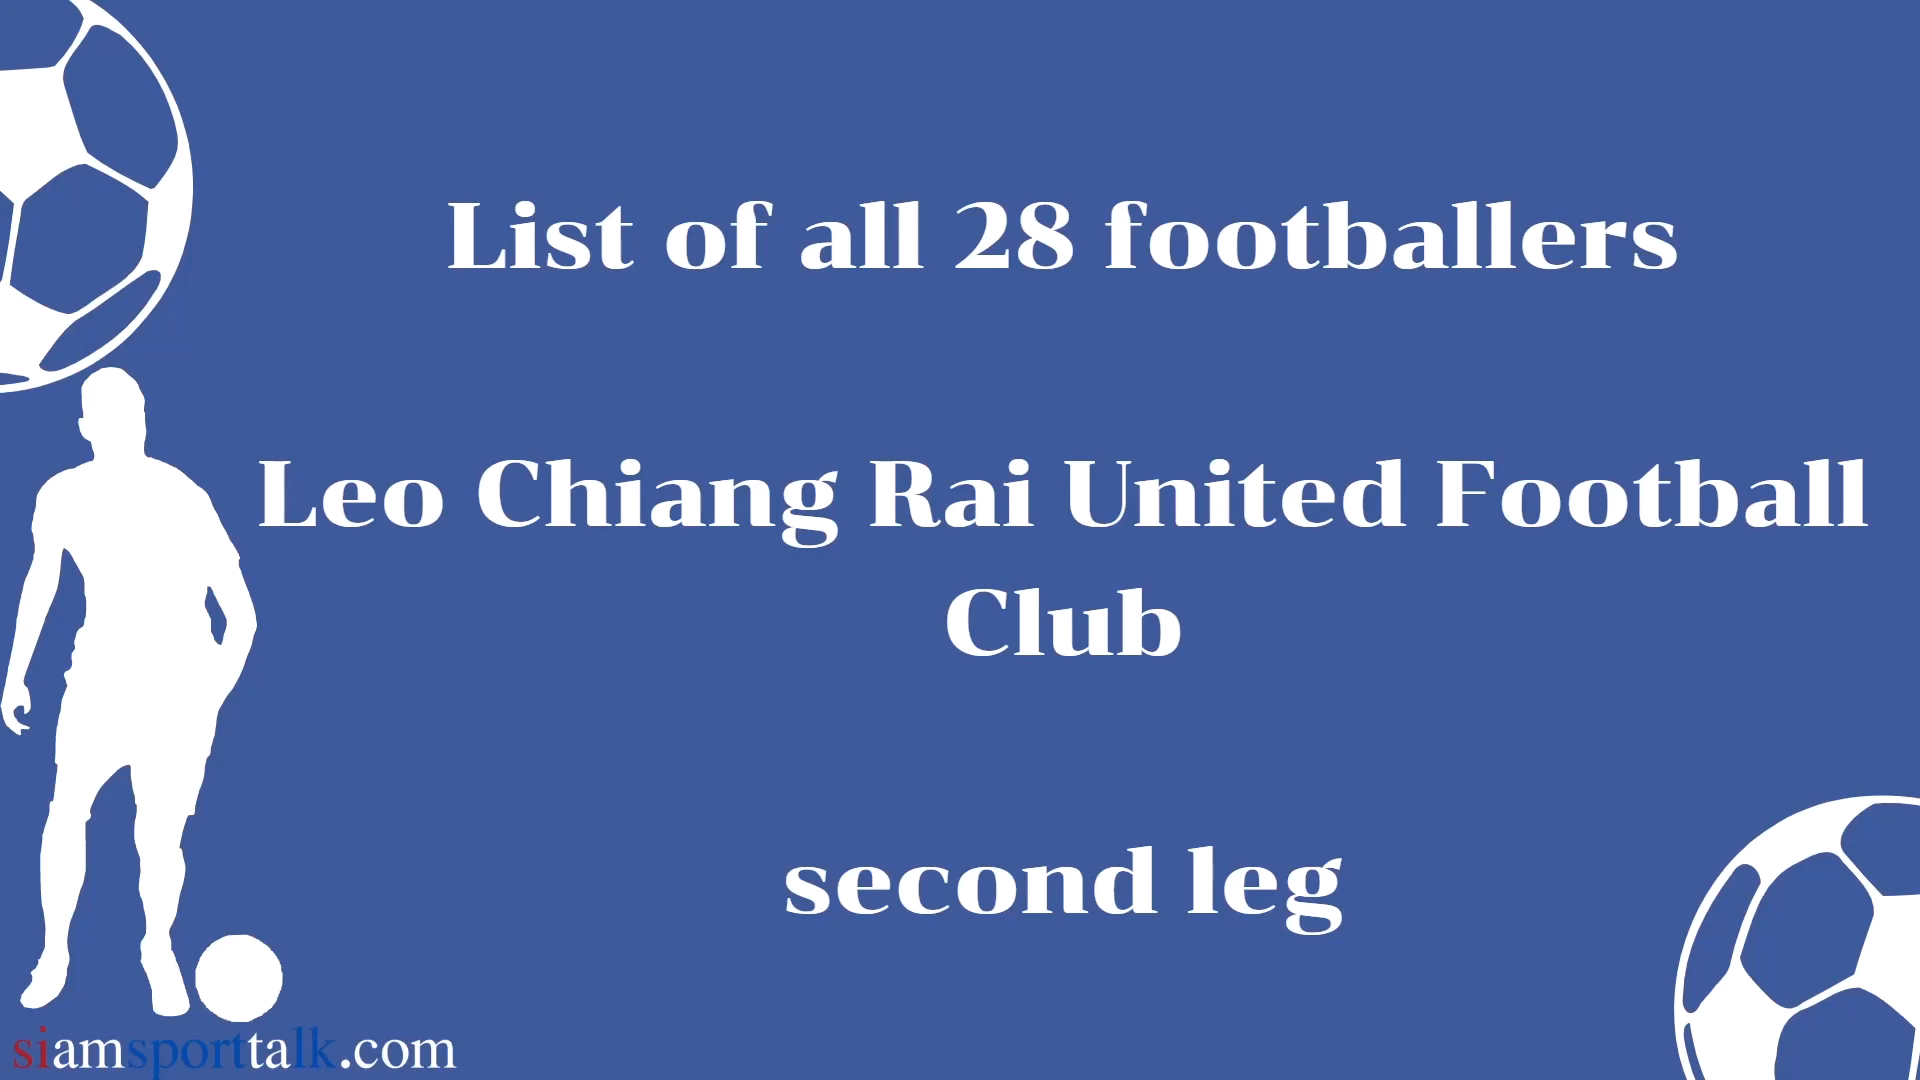 List of all 28 footballers
Leo Chiang Rai United Football
Club
second leg
siamsporttalk.com